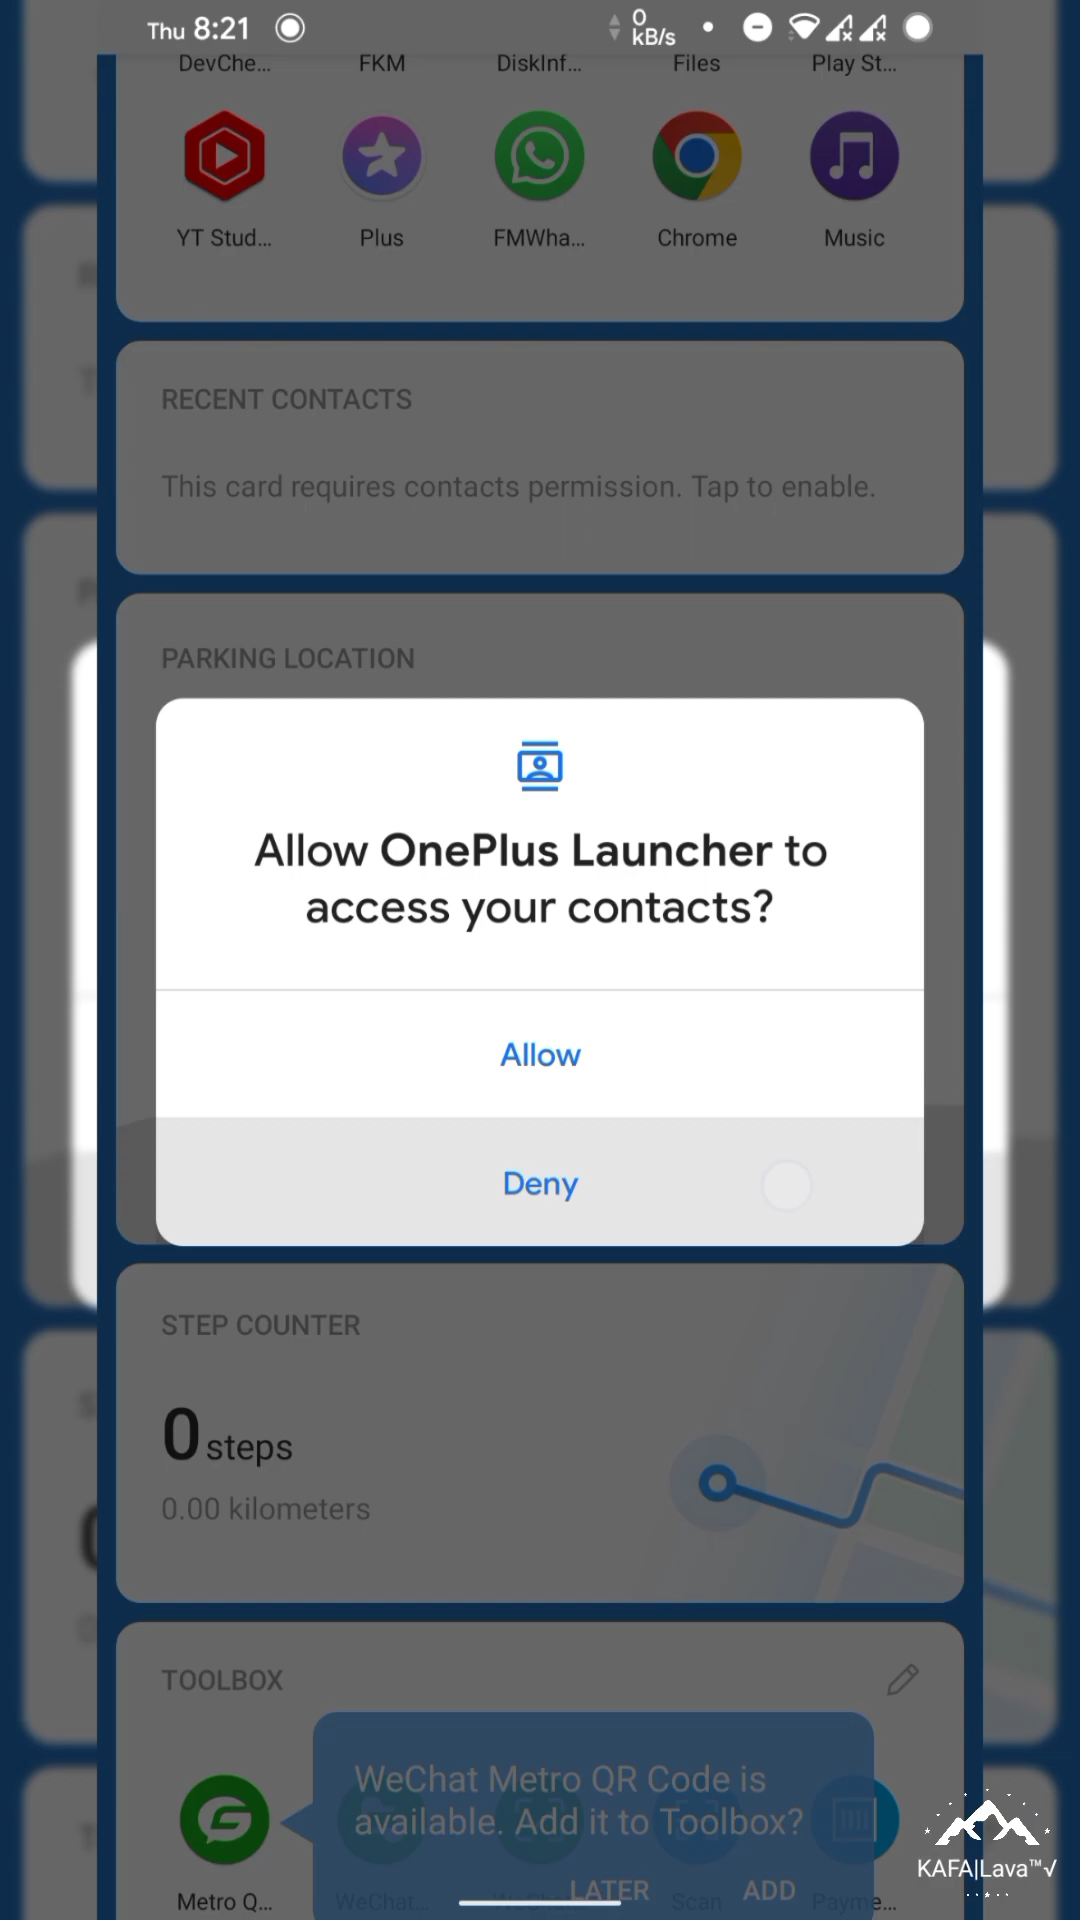 Thu 8:21
0
kB/s
DevChe...
FKM
DiskInf...
Files
Play St...
YT Stud...
Plus
FMWha...
Chrome
Music
RECENT CONTACTS
This card requires contacts permission. Tap to enable.
PARKING LOCATION
Allow OnePlus Launcher to
access your contacts?
Allow
Deny
STEP COUNTER
0 steps
0.00 kilometers
TOOLBOX
WeChat Metro QR Code is
available. Add it to Toolbox?
LATER
ADD
Metro Q...
WeChat...
WeChat...
Scan
Payme...
KAFA|Lava™√